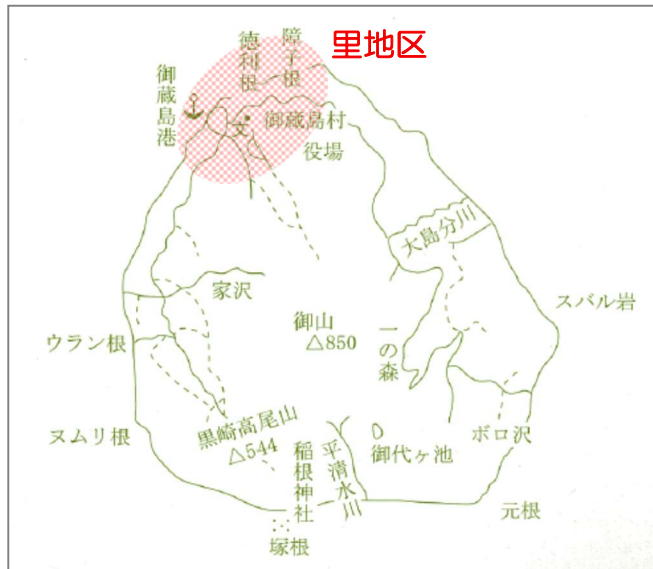 里地区
障子根
徳利根
御蔵島港
文
御蔵島村
役場
大島分川
スバル岩
家沢
御山
△850
一の森
ウラン根
ヌムリ根
黒崎高尾山
△544
稲根神社
平清水川
御代ヶ池
ボロ沢
元根
塚根